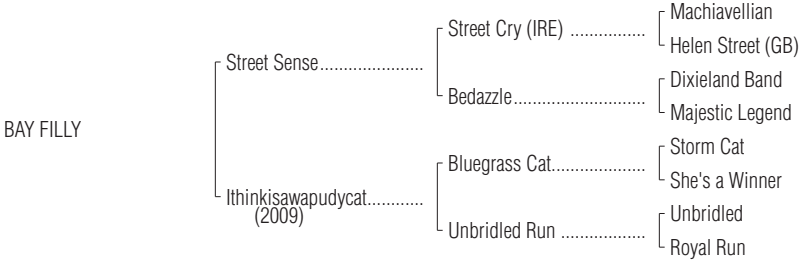 Machiavellian
Street Cry (IRE) ................
Helen Street (GB)
Street Sense......................
Dixieland Band
Bedazzle............................
Majestic Legend
BAY FILLY
Storm Cat
Bluegrass Cat....................
She's a Winner
Ithinkisawapudycat............
(2009)
Unbridled
Unbridled Run ..................
Royal Run